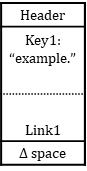 Header
Key1:
“example.”
Link1
Δ space